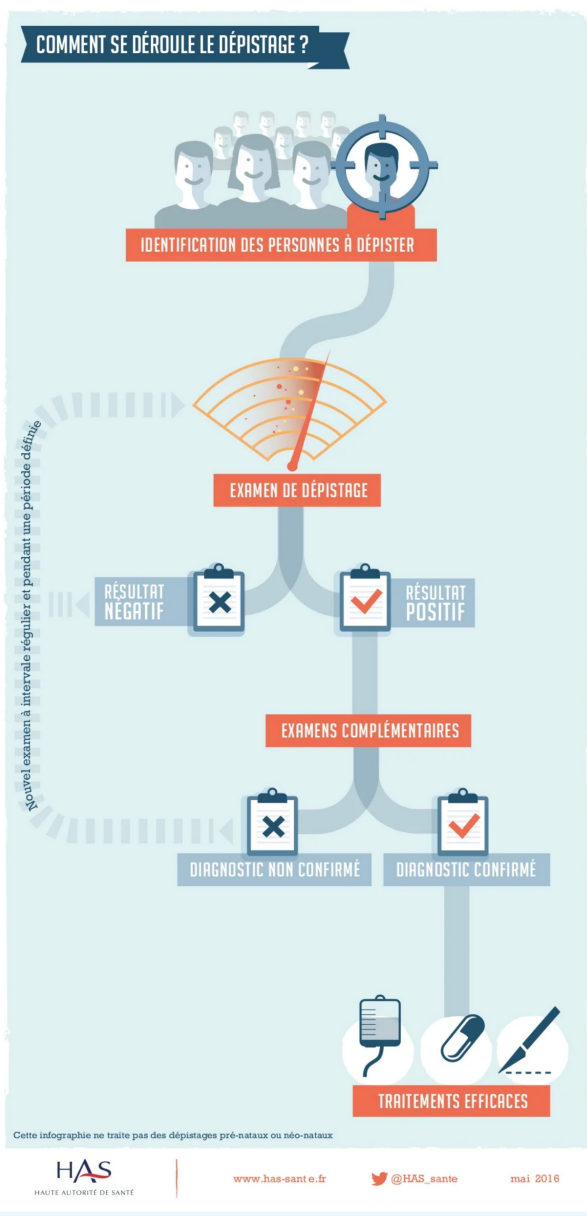 COMMENT SE DÉROULE LE DÉPISTAGE ?
IDENTIFICATION DES PERSONNES À DÉPISTER
EXAMEN DE DÉPISTAGE
RÉSULTAT
NÉGATIF
RÉSULTAT
POSITIF
Nouvel examen à intervale régulier et pendant une période définie
EXAMENS COMPLÉMENTAIRES
DIAGNOSTIC NON CONFIRMÉ
DIAGNOSTIC CONFIRMÉ
TRAITEMENTS EFFICACES
Cette infographie ne traite pas des dépistages pré-nataux ou néo-nataux
HAS
HAUTE AUTORITÉ DE SANTÉ
www.has-sant e.fr
@HAS_sante
mai 2016